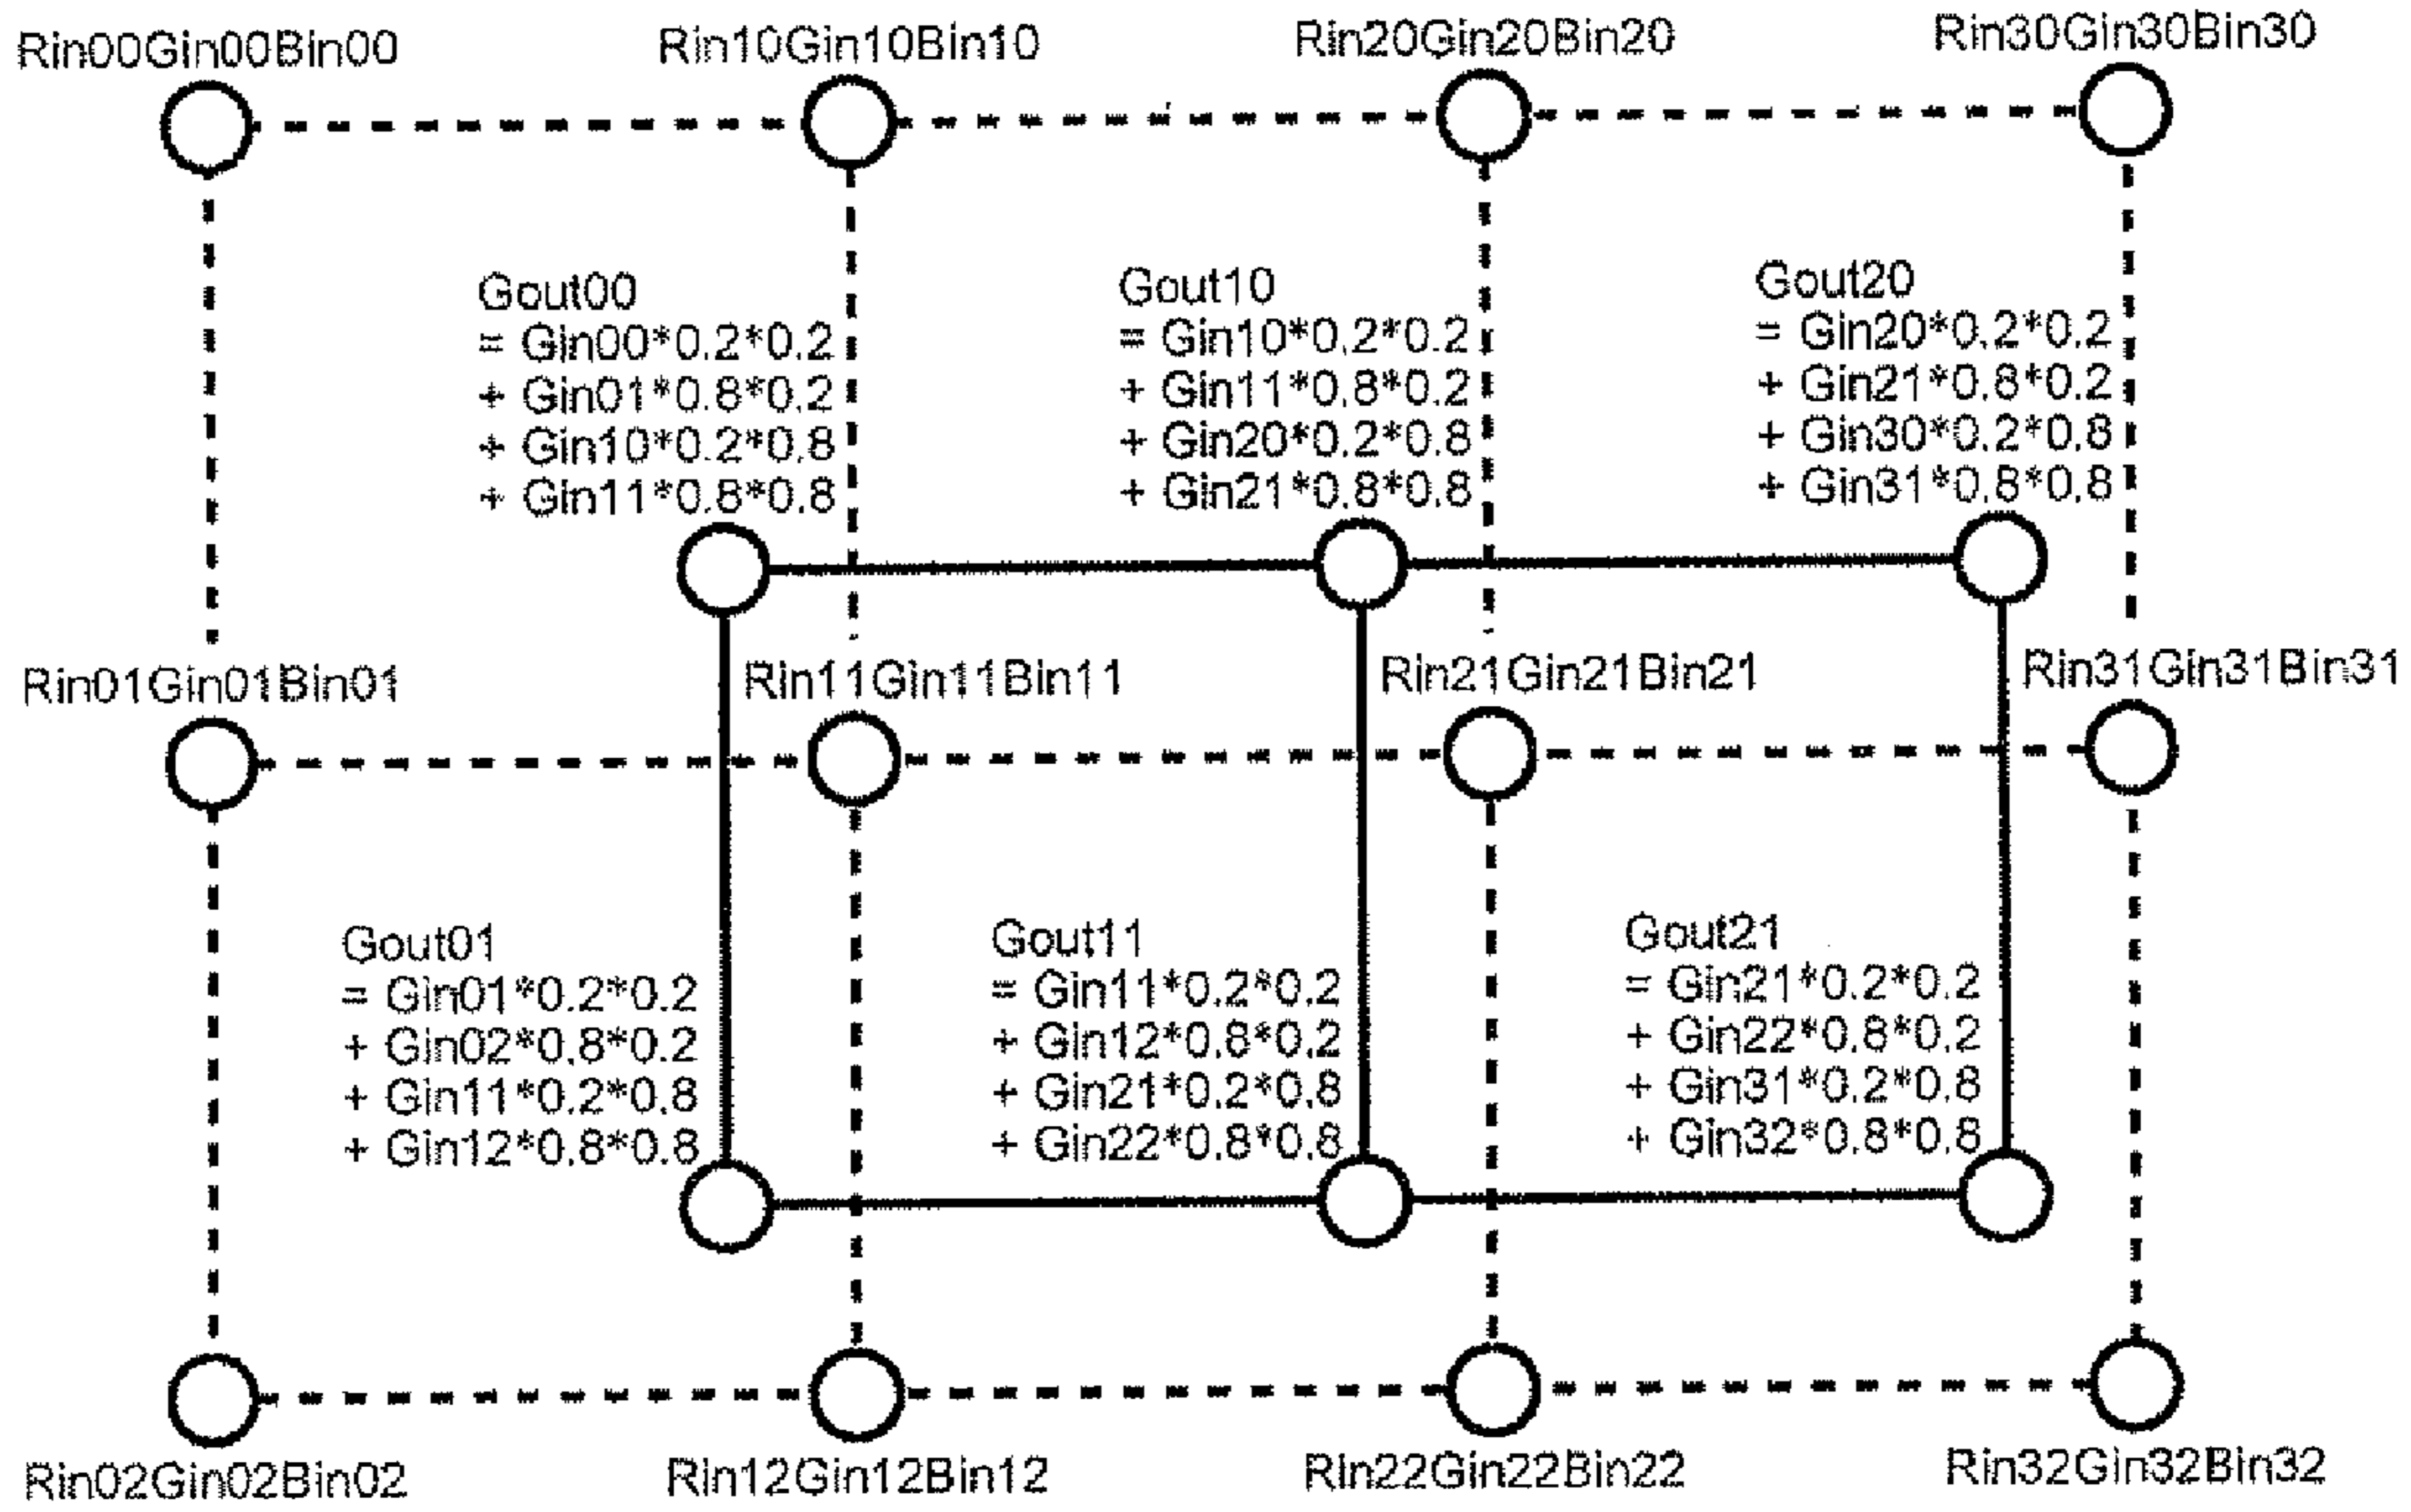 Rin00Gin00Bin00
Rin10Gin10Bin10
Rin20Gin20Bin20
Rin30Gin30Bin30
Gout00
= Gin00*0.2*0.2
+ Gin01*0.8*0.2
+ Gin10*0.2*0.8
+ Gin11*0.8*0.8
Gout10
= Gin10*0.2*0.2
+ Gin11*0.8*0.2
+ Gin20*0.2*0.8
+ Gin21*0.8*0.8
Gout20
= Gin20*0.2*0.2
+ Gin21*0.8*0.2
+ Gin30*0.2*0.8
+ Gin31*0.8*0.8
Rin01Gin01Bin01
Rin11Gin11Bin11
Rin21Gin21Bin21
Rin31Gin31Bin31
Gout01
= Gin01*0.2*0.2
+ Gin02*0.8*0.2
+ Gin11*0.2*0.8
+ Gin12*0.8*0.8
Gout11
= Gin11*0.2*0.2
+ Gin12*0.8*0.2
+ Gin21*0.2*0.8
+ Gin22*0.8*0.8
Gout21
= Gin21*0.2*0.2
+ Gin22*0.8*0.2
+ Gin31*0.2*0.8
+ Gin32*0.8*0.8
Rin02Gin02Bin02
Rin12Gin12Bin12
Rin22Gin22Bin22
Rin32Gin32Bin32